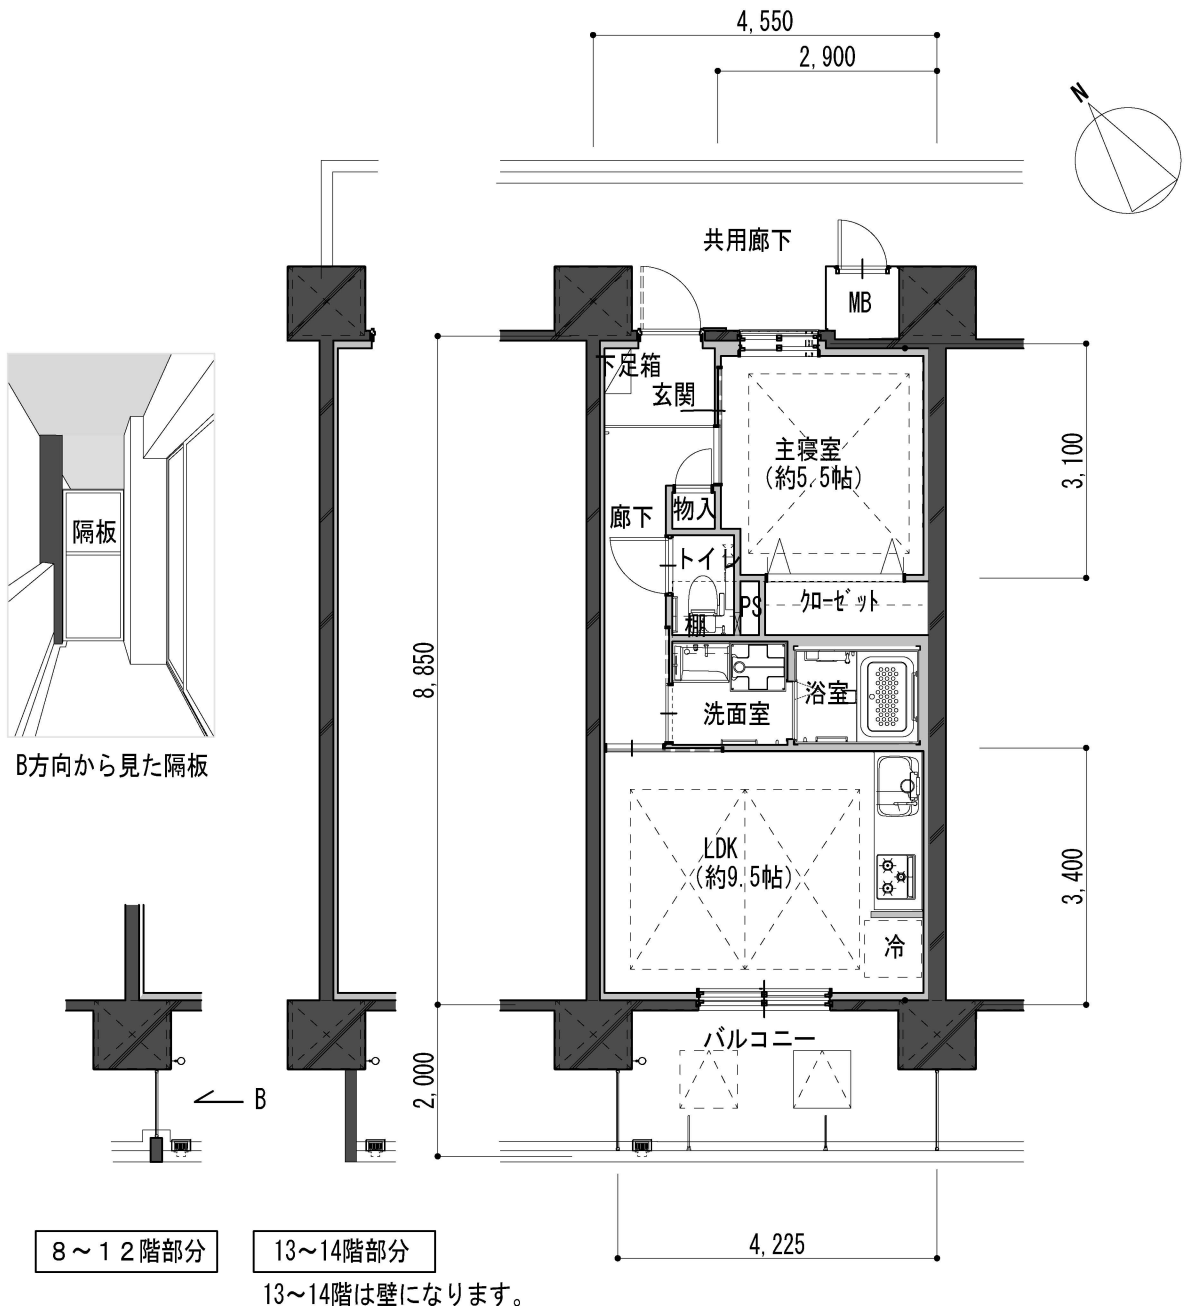 4,550
2,900
N
共用廊下
MB
下足箱
玄関
主寝室
(約5.5帖)
3,100
隔板
物入
廊下
トイレ
PS
クローゼット
棚
8,850
浴室
洗面室
B方向から見た隔板
LDK
(約9.5帖)
3,400
冷
バルコニー
2,000
B
8～12階部分
13～14階部分
4,225
13～14階は壁になります。